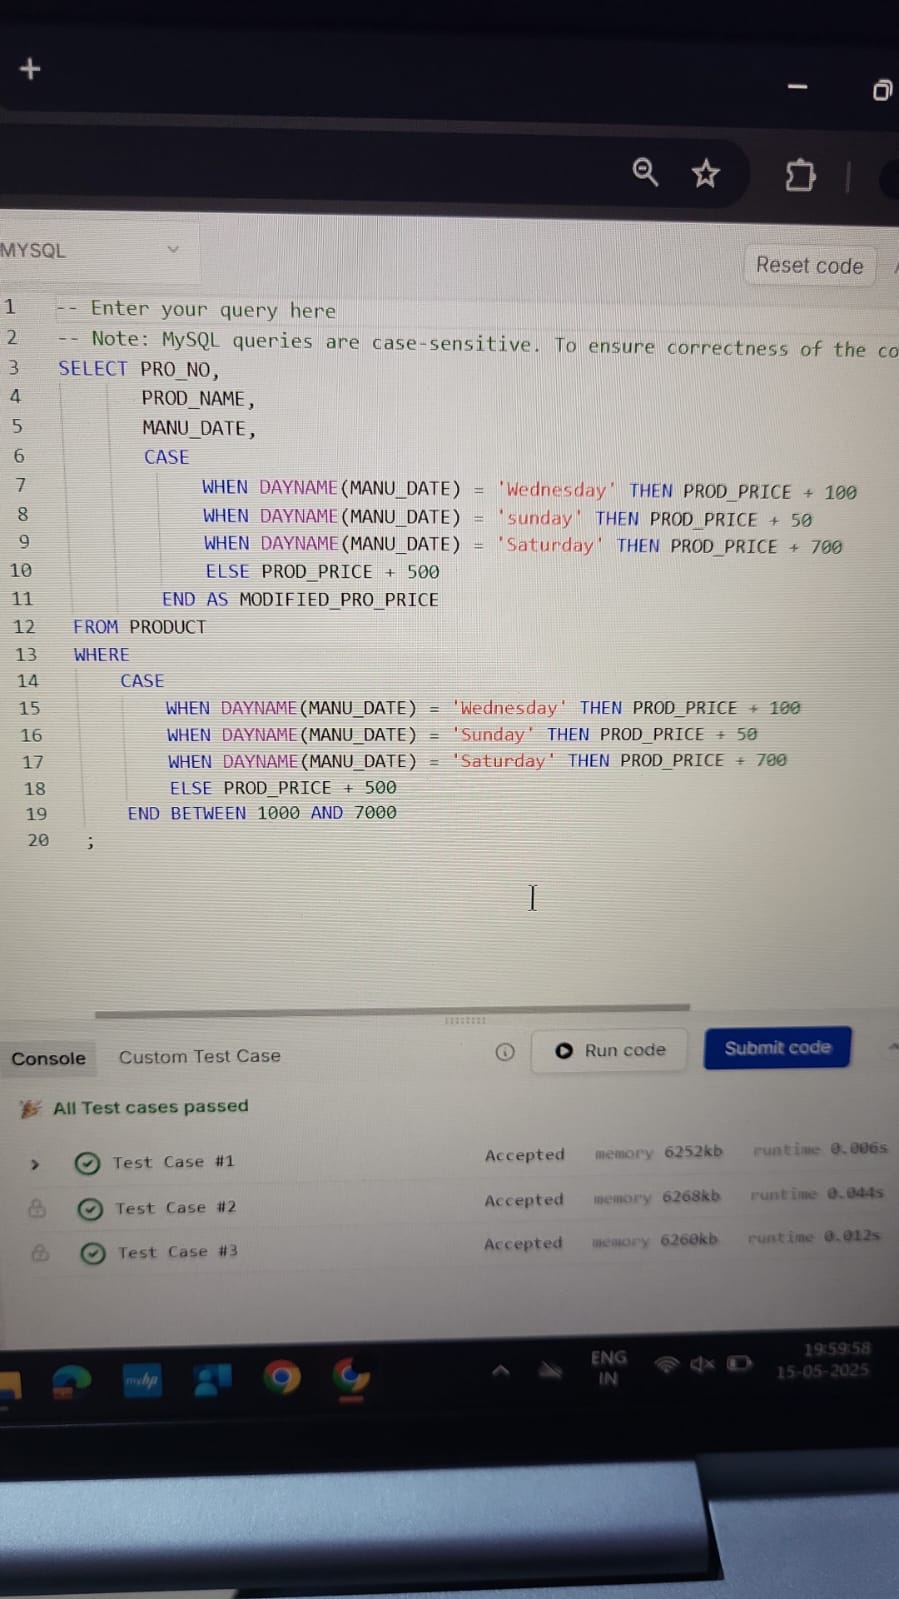 MYSQL
Reset code
1 -- Enter your query here
2 -- Note: MySQL queries are case-sensitive. To ensure correctness of the co
3 SELECT PRO_NO,
4 PROD_NAME,
5 MANU_DATE,
6 CASE
7 WHEN DAYNAME(MANU_DATE) = 'Wednesday' THEN PROD_PRICE + 100
8 WHEN DAYNAME(MANU_DATE) = 'sunday' THEN PROD_PRICE + 50
9 WHEN DAYNAME(MANU_DATE) = 'Saturday' THEN PROD_PRICE + 700
10 ELSE PROD_PRICE + 500
11 END AS MODIFIED_PRO_PRICE
12 FROM PRODUCT
13 WHERE
14 CASE
15 WHEN DAYNAME(MANU_DATE) = 'Wednesday' THEN PROD_PRICE + 100
16 WHEN DAYNAME(MANU_DATE) = 'Sunday' THEN PROD_PRICE + 50
17 WHEN DAYNAME(MANU_DATE) = 'Saturday' THEN PROD_PRICE + 700
18 ELSE PROD_PRICE + 500
19 END BETWEEN 1000 AND 7000
20 ;
Console Custom Test Case Run code Submit code
All Test cases passed
Test Case #1 Accepted memory 6252kb runtime 0.006s
Test Case #2 Accepted memory 6268kb runtime 0.044s
Test Case #3 Accepted memory 6260kb runtime 0.012s
myhp
ENG
IN
19:59:58
15-05-2025